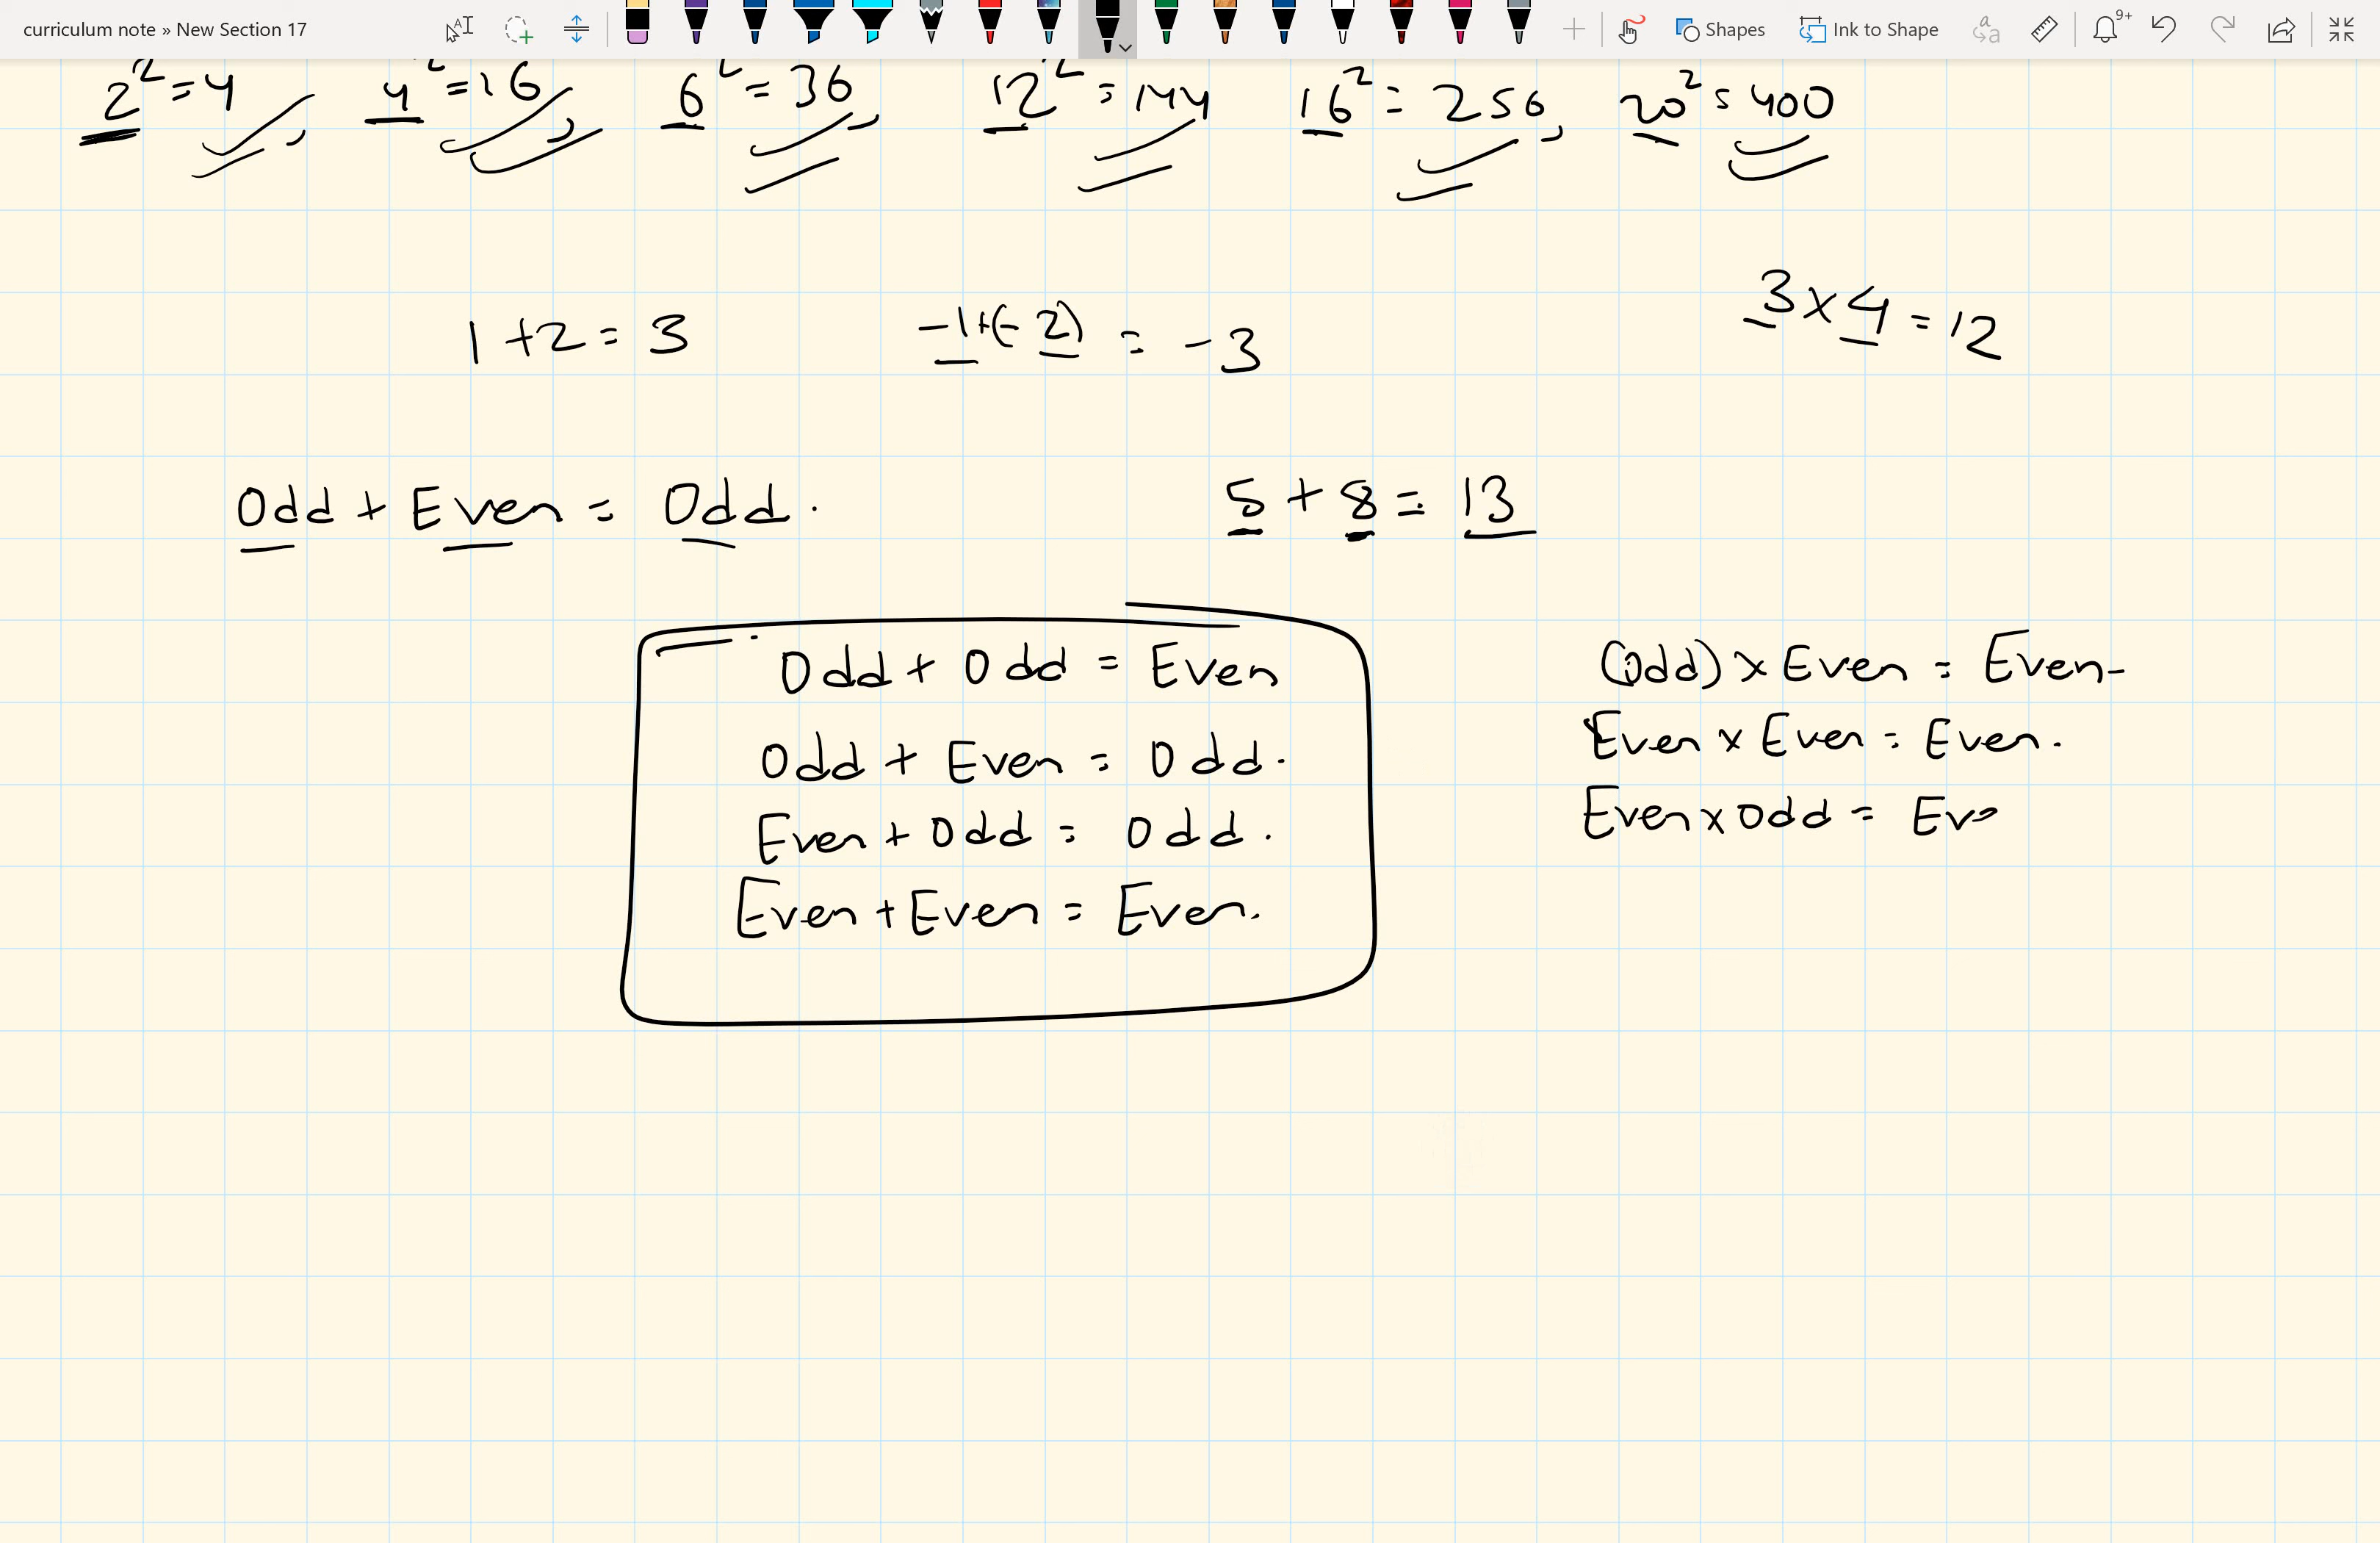 curriculum note » New Section 17
Shapes
Ink to Shape
9+
2² = 4, 4² = 16, 6² = 36, 12² = 144 16² = 256, 20² = 400
1 + 2 = 3 -1+(-2) = -3 3 x 4 = 12
Odd + Even = Odd. 5 + 8 = 13
Odd + Odd = Even
Odd + Even = Odd.
Even + Odd = Odd.
Even + Even = Even.
(odd) x Even = Even-
Even x Even = Even.
Even x odd = Eve